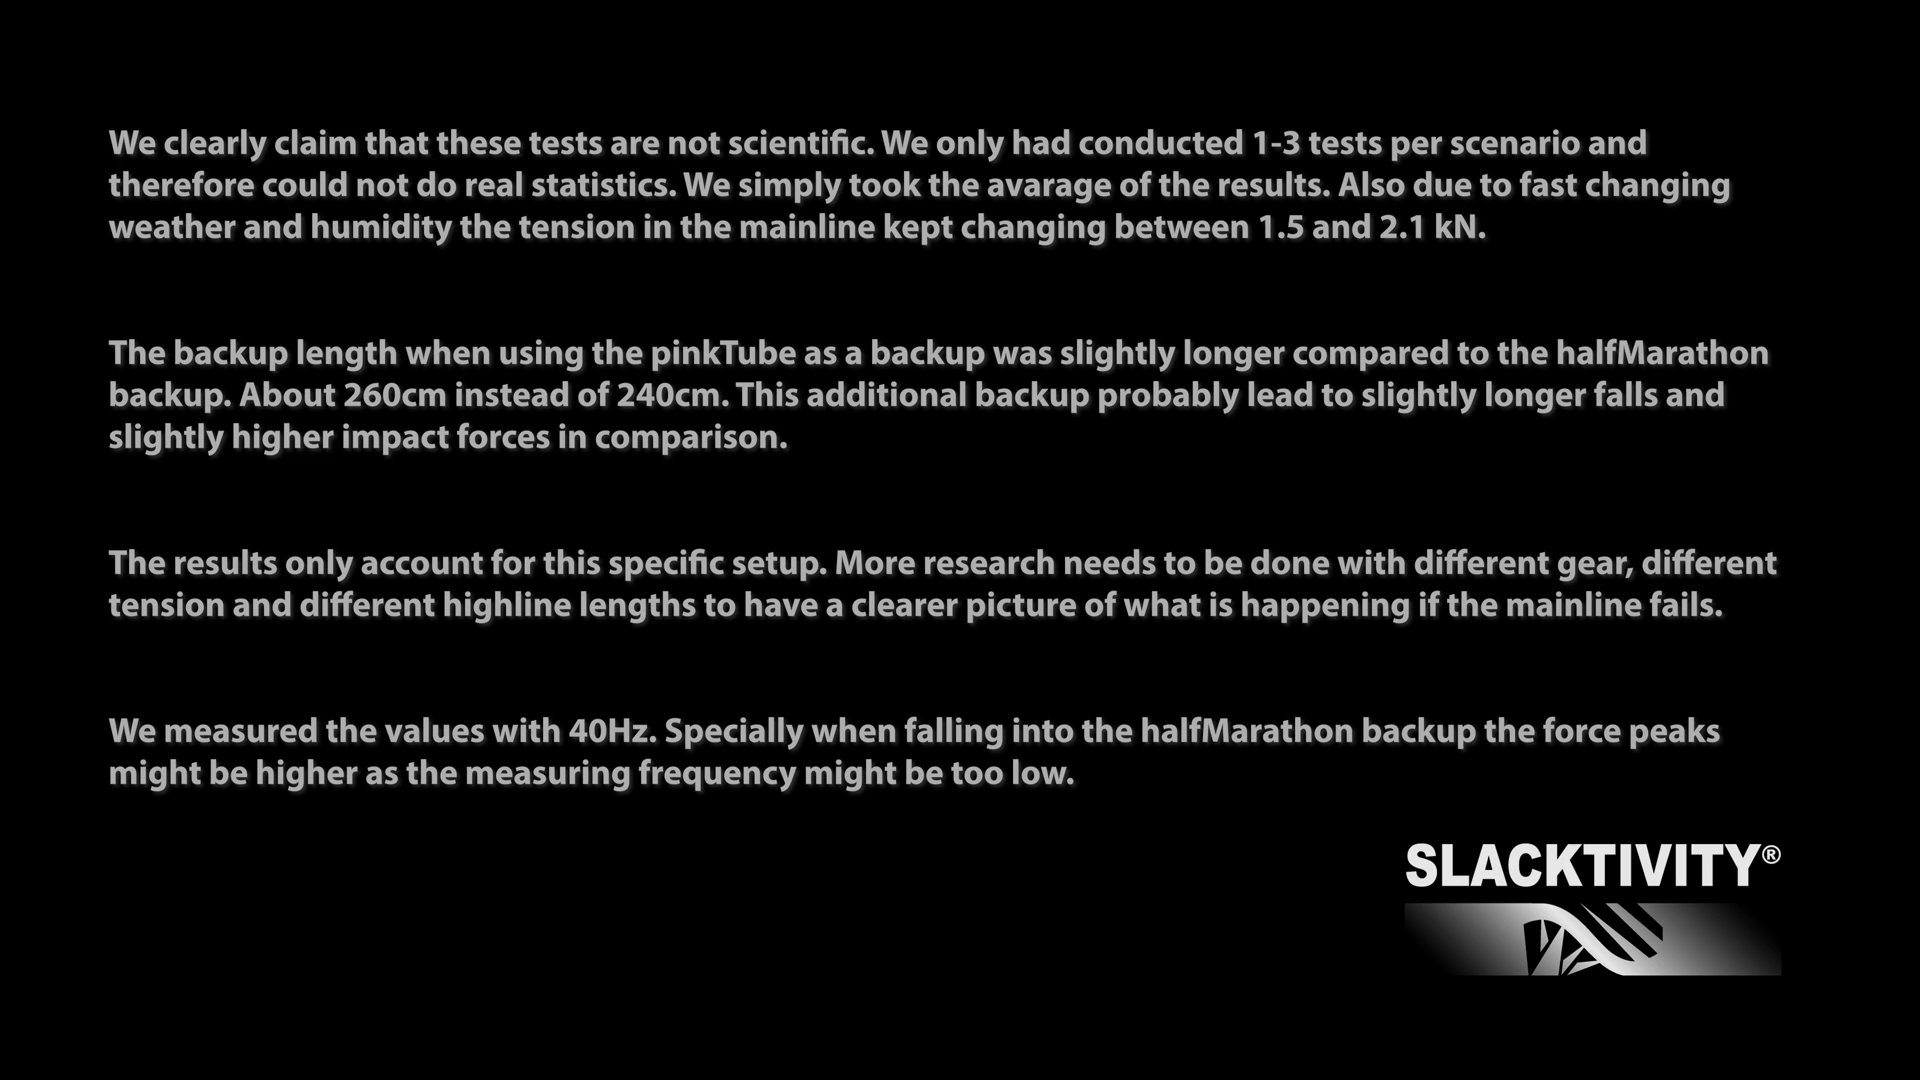 We clearly claim that these tests are not scientific. We only had conducted 1-3 tests per scenario and
therefore could not do real statistics. We simply took the avarage of the results. Also due to fast changing
weather and humidity the tension in the mainline kept changing between 1.5 and 2.1 kN.
The backup length when using the pinkTube as a backup was slightly longer compared to the halfMarathon
backup. About 260cm instead of 240cm. This additional backup probably lead to slightly longer falls and
slightly higher impact forces in comparison.
The results only account for this specific setup. More research needs to be done with different gear, different
tension and different highline lengths to have a clearer picture of what is happening if the mainline fails.
We measured the values with 40Hz. Specially when falling into the halfMarathon backup the force peaks
might be higher as the measuring frequency might be too low.
SLACKTIVITY®